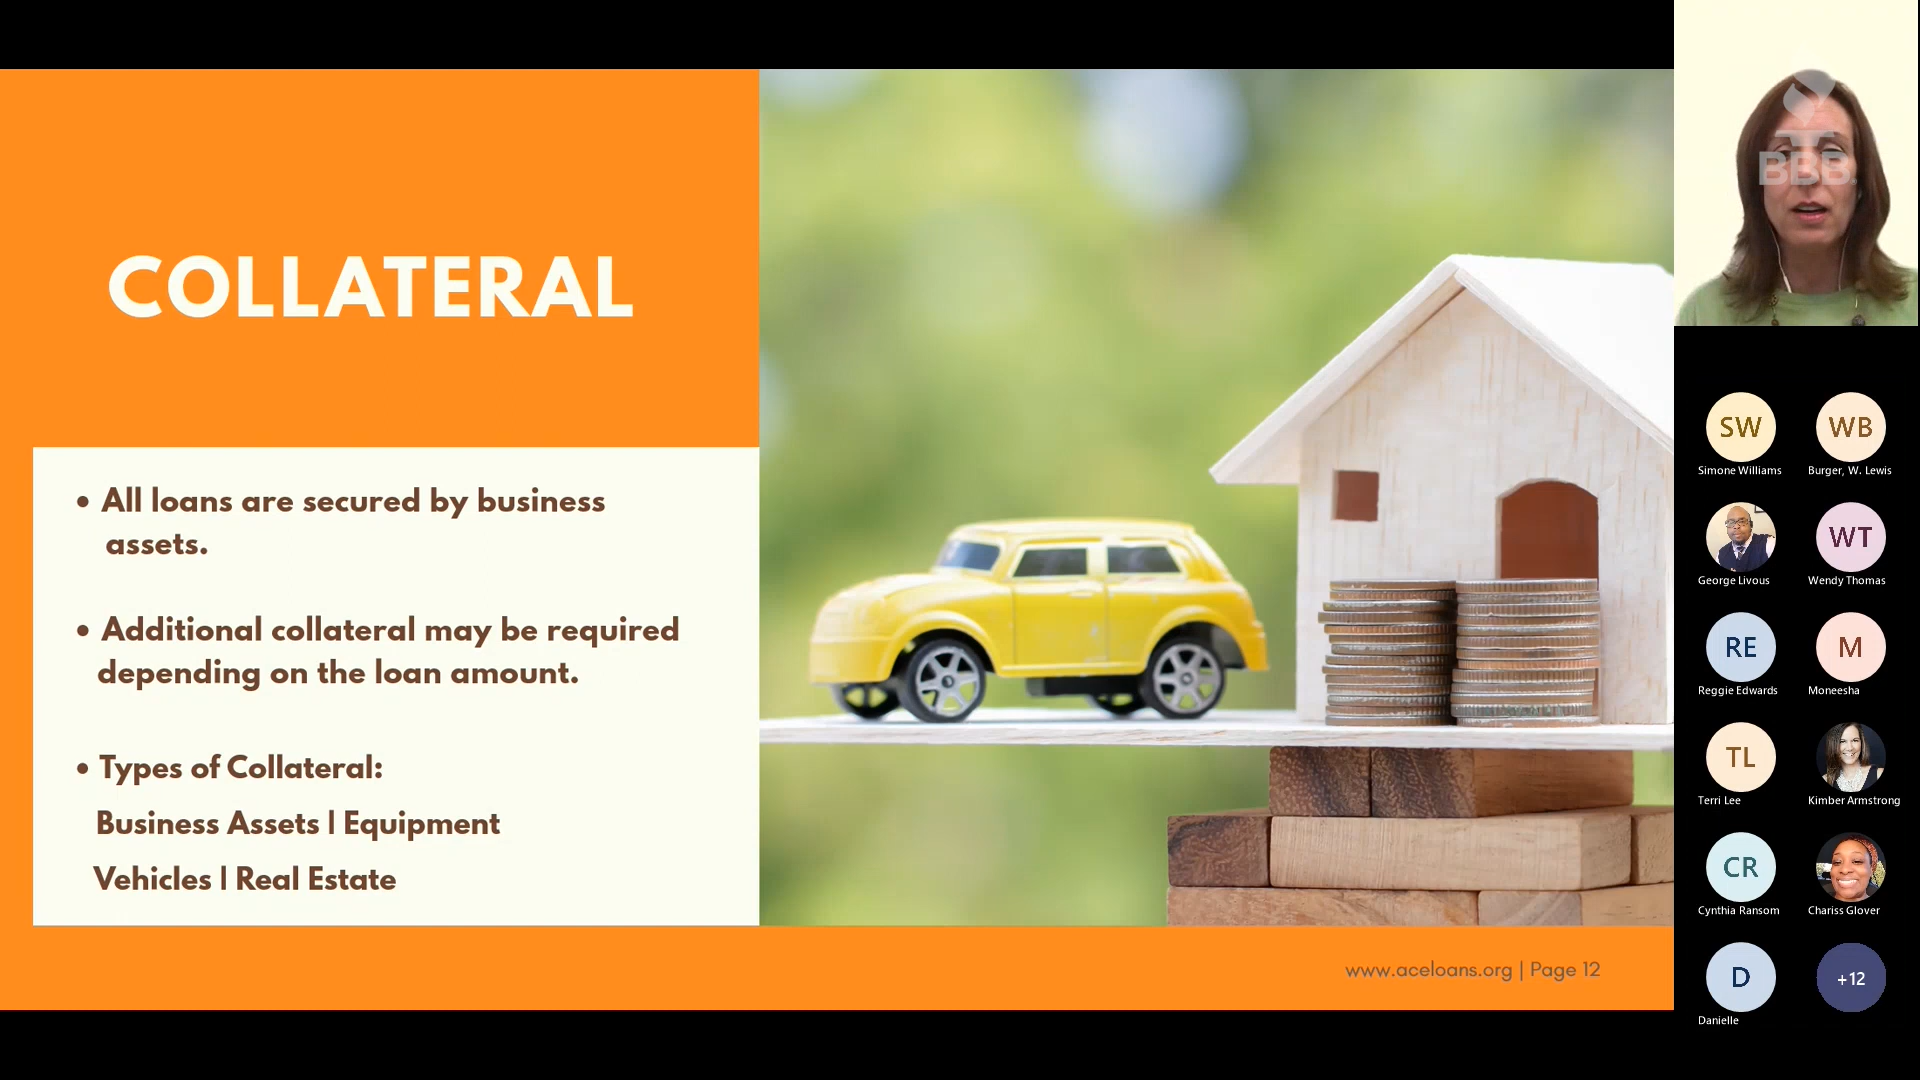 COLLATERAL
• All loans are secured by business
assets.
• Additional collateral may be required
depending on the loan amount.
• Types of Collateral:
Business Assets | Equipment
Vehicles | Real Estate
www.aceloans.org | Page 12
BBB
SW
Simone Williams
WB
Burger, W. Lewis
George Livous
WT
Wendy Thomas
RE
Reggie Edwards
M
Moneesha
TL
Terri Lee
Kimber Armstrong
CR
Cynthia Ransom
Chariss Glover
D
Danielle
+12